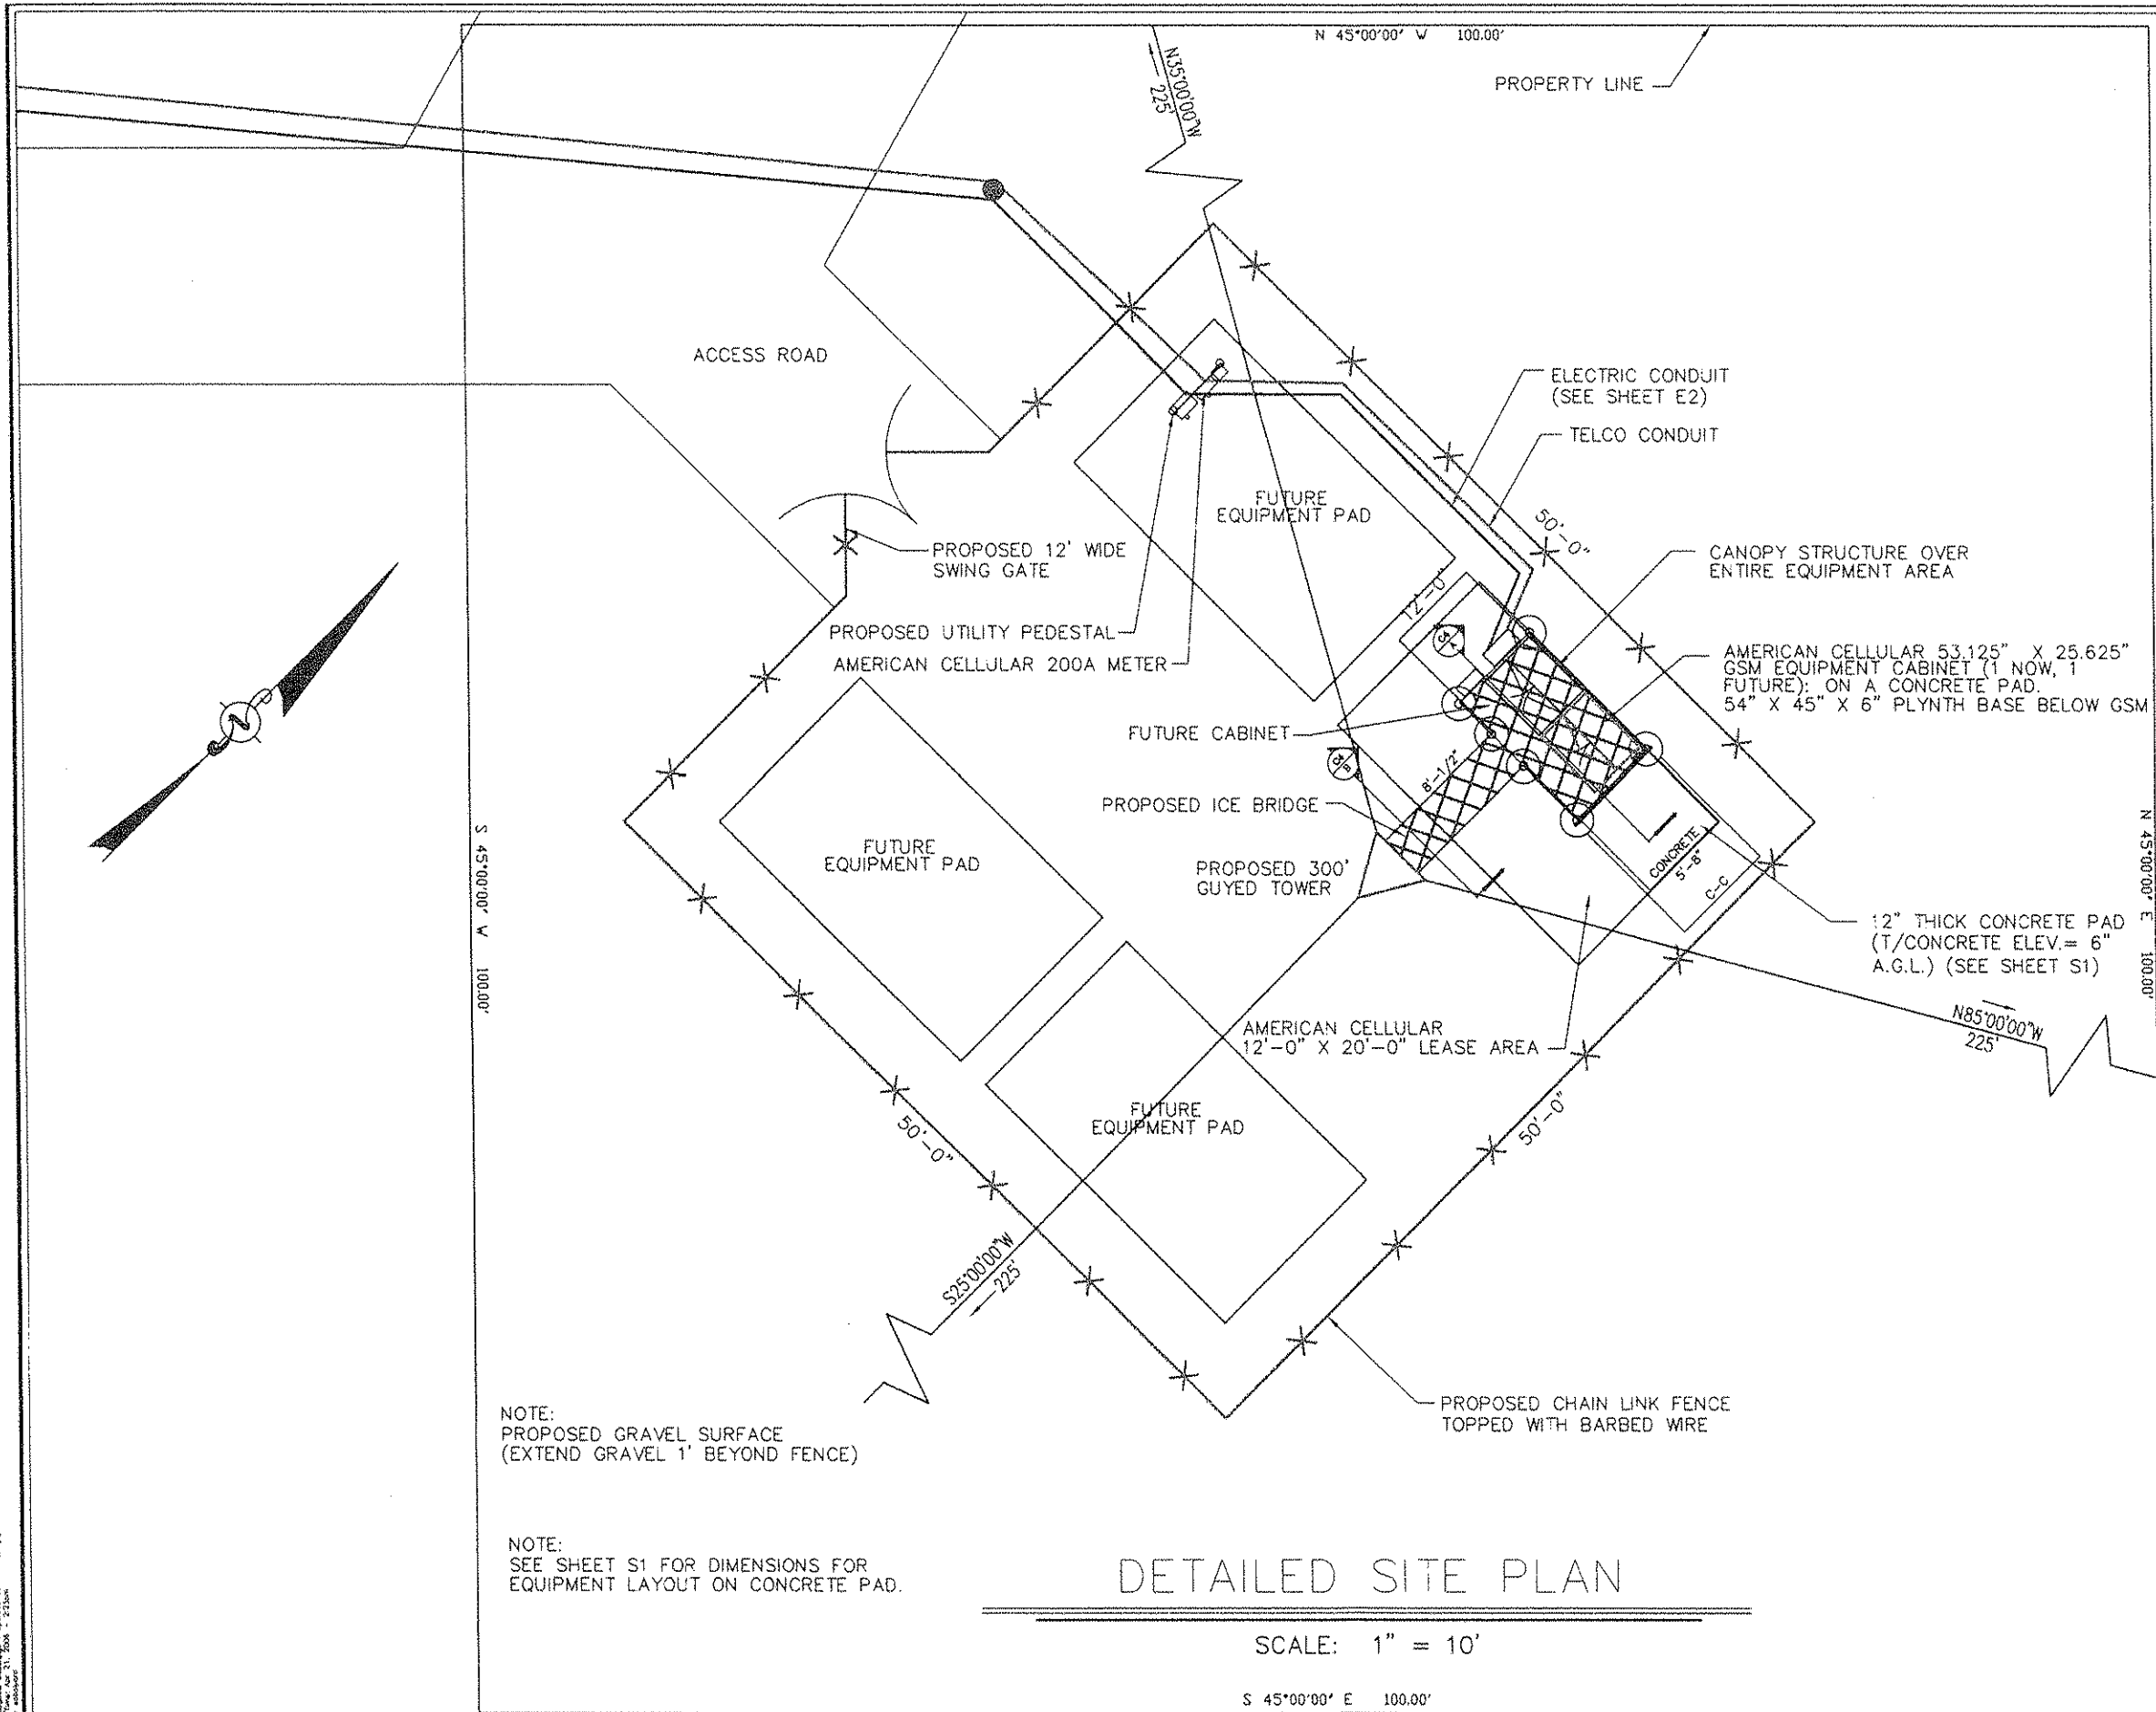 N 45°00'00' W 100.00'
PROPERTY LINE
N35°00'00"W
225'
ACCESS ROAD
ELECTRIC CONDUIT
(SEE SHEET E2)
TELCO CONDUIT
FUTURE
EQUIPMENT PAD
50'-0"
PROPOSED 12' WIDE
SWING GATE
CANOPY STRUCTURE OVER
ENTIRE EQUIPMENT AREA
12'-0"
PROPOSED UTILITY PEDESTAL
AMERICAN CELLULAR 200A METER
C4
AMERICAN CELLULAR 53.125" X 25.625"
GSM EQUIPMENT CABINET (1 NOW, 1
FUTURE); ON A CONCRETE PAD.
54" X 45" X 6" PLYNTH BASE BELOW GSM
N
FUTURE CABINET
C4
B
8'-1/2"
PROPOSED ICE BRIDGE
S 45°00'00' W 100.00'
N 45°00'00' E 100.00'
FUTURE
EQUIPMENT PAD
PROPOSED 300'
GUYED TOWER
CONCRETE
5'-8"
C-C
12" THICK CONCRETE PAD
(T/CONCRETE ELEV.= 6"
A.G.L.) (SEE SHEET S1)
N85°00'00"W
225'
AMERICAN CELLULAR
12'-0" X 20'-0" LEASE AREA
FUTURE
EQUIPMENT PAD
50'-0"
50'-0"
S25°00'00"W
225'
PROPOSED CHAIN LINK FENCE
TOPPED WITH BARBED WIRE
NOTE:
PROPOSED GRAVEL SURFACE
(EXTEND GRAVEL 1' BEYOND FENCE)
NOTE:
SEE SHEET S1 FOR DIMENSIONS FOR
EQUIPMENT LAYOUT ON CONCRETE PAD.
DETAILED SITE PLAN
SCALE: 1" = 10'
S 45°00'00' E 100.00'